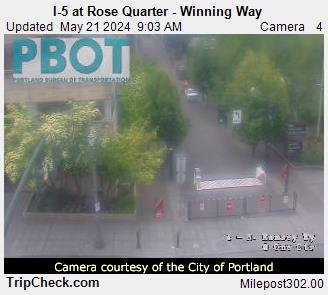 I-5 at Rose Quarter - Winning Way
Updated May 21 2024 9:03 AM Camera 4
PBOT
PORTLAND BUREAU OF TRANSPORTATION
Camera courtesy of the City of Portland
TripCheck.com Milepost302.00